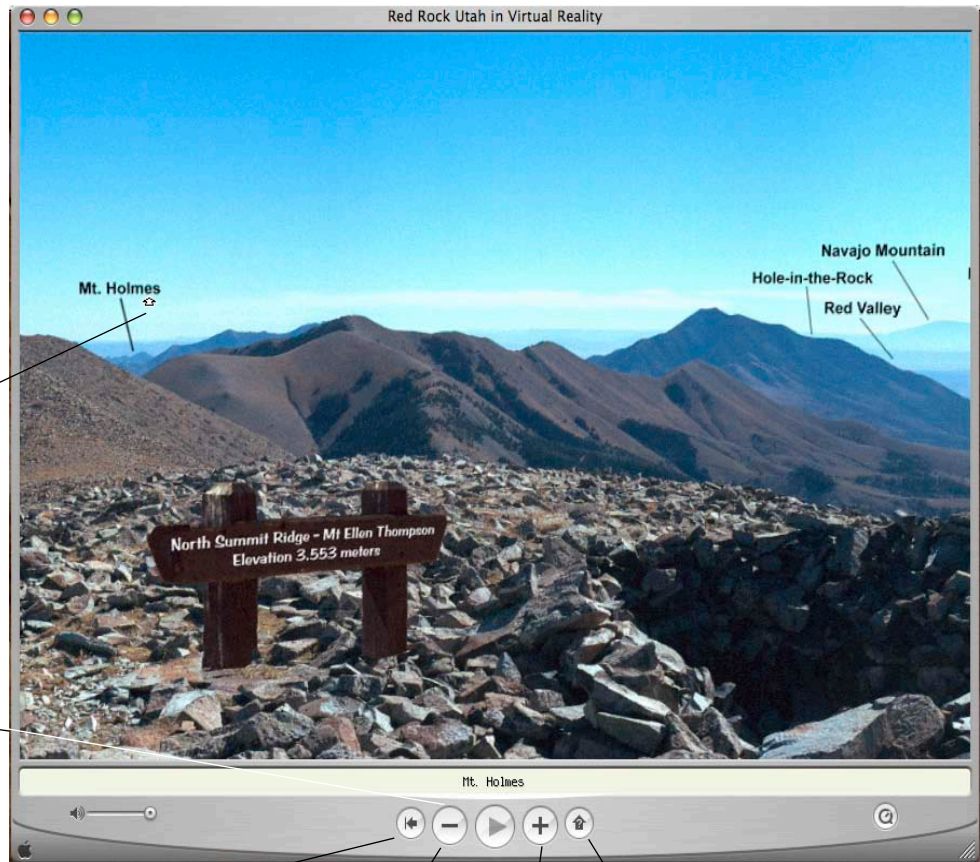 Red Rock Utah in Virtual Reality
Navajo Mountain
Hole-in-the-Rock
Mt. Holmes
Red Valley
North Summit Ridge - Mt Ellen Thompson
Elevation 3,553 meters
Mt. Holmes